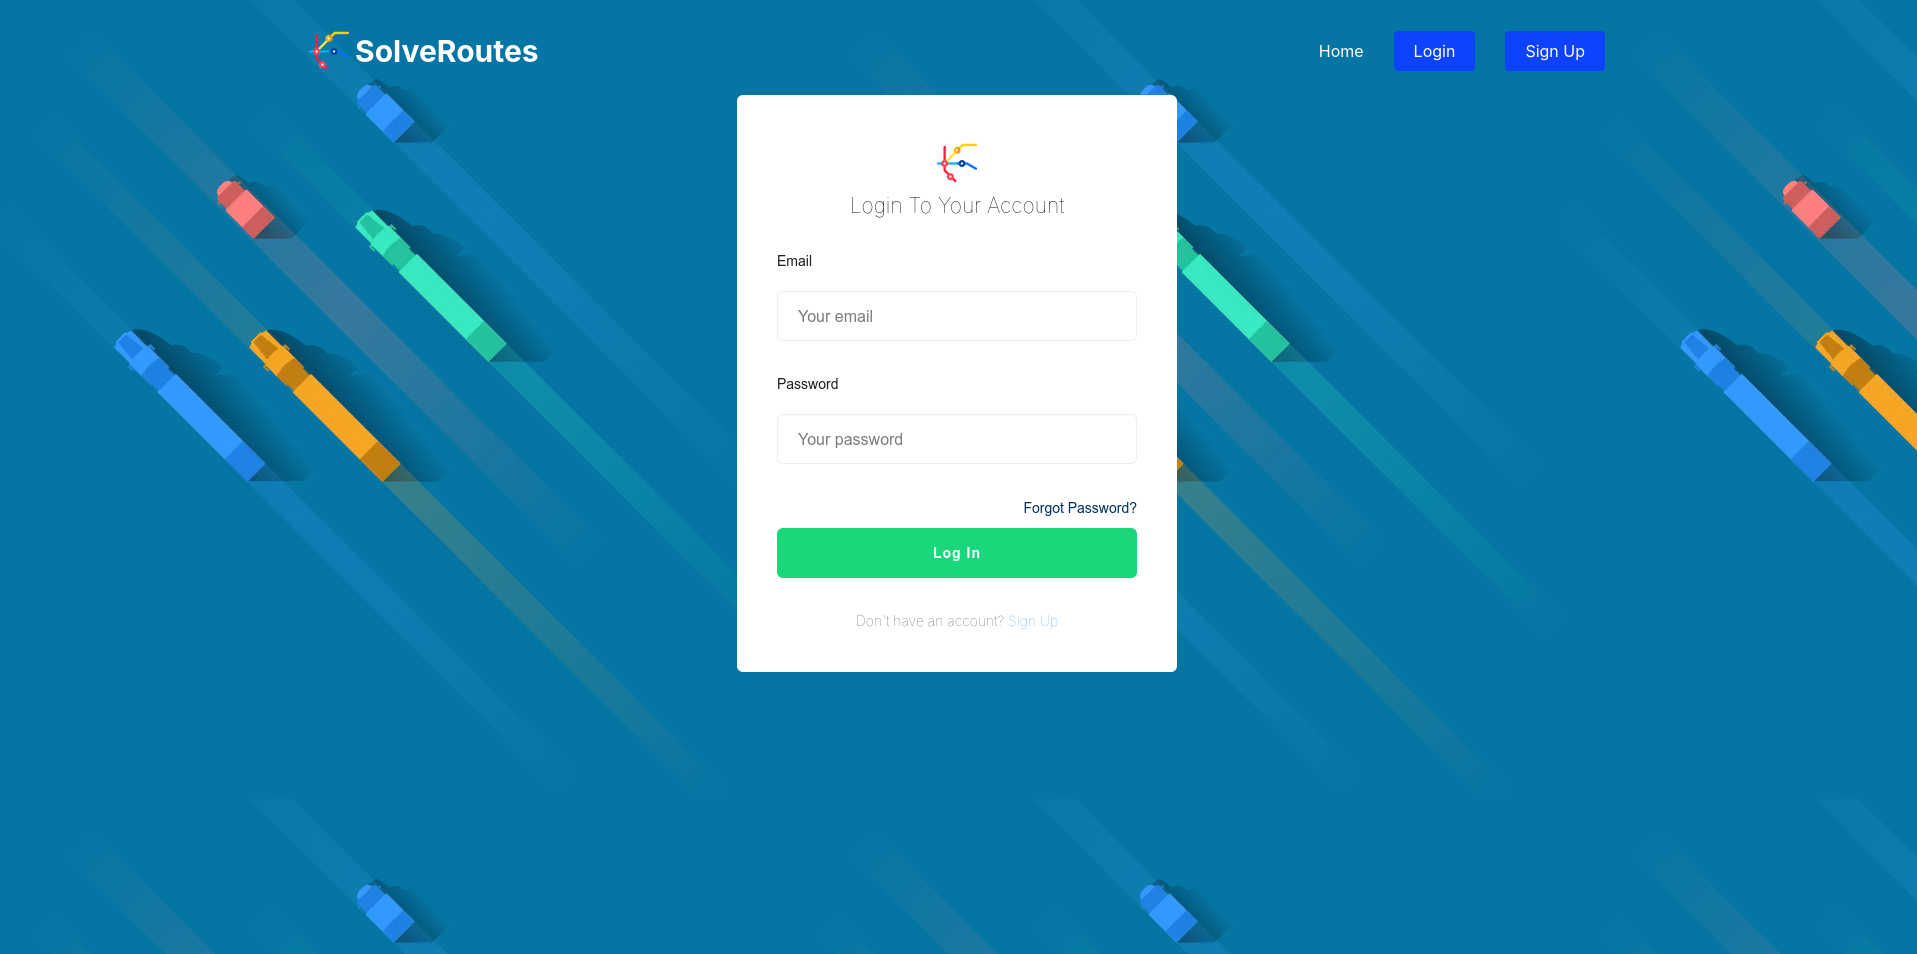 SolveRoutes
Home
Login
Sign Up
Login To Your Account
Email
Your email
Password
Your password
Forgot Password?
Log In
Don't have an account? Sign Up